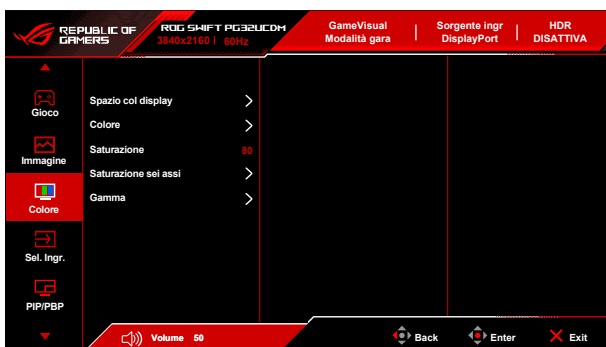 REPUBLIC OF
GAMERS
ROG SWIFT PG32UCDM
3840x2160 | 60Hz
GameVisual
Modalità gara
Sorgente ingr
DisplayPort
HDR
DISATTIVA
Gioco
Immagine
Colore
Sel. Ingr.
PIP/PBP
Spazio col display
Colore
Saturazione 80
Saturazione sei assi
Gamma
Volume 50
Back
Enter
Exit